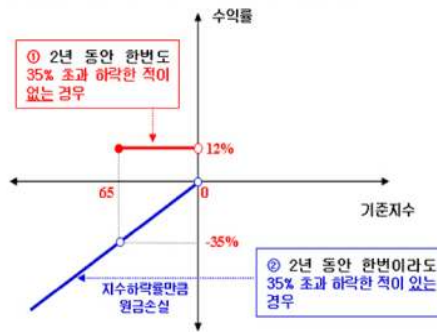 수익률
① 2년 동안 한번도
35% 초과 하락한 적이
없는 경우
12%
65
0
기준지수
-35%
지수하락률만큼
원금손실
② 2년 동안 한번이라도
35% 초과 하락한 적이 있는
경우